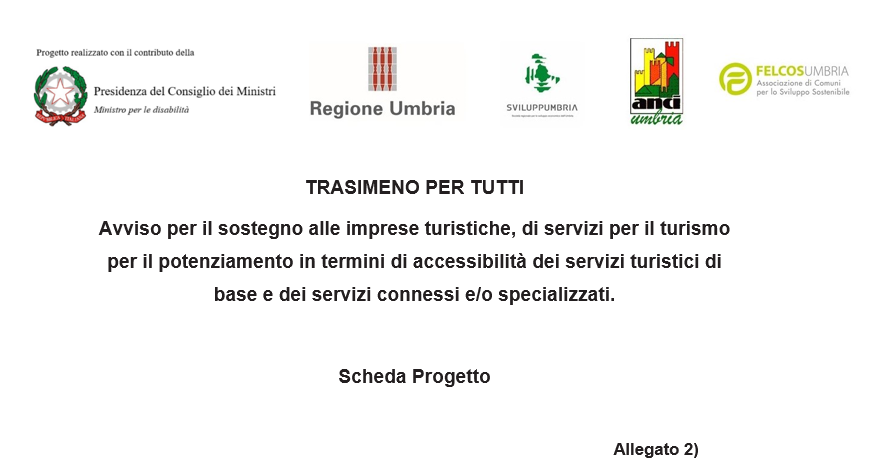 Progetto realizzato con il contributo della
Presidenza del Consiglio dei Ministri
Ministro per le disabilità
Regione Umbria
SVILUPPUMBRIA
anci
umbria
FELCOSUMBRIA
Associazione di Comuni
per lo Sviluppo Sostenibile
TRASIMENO PER TUTTI
Avviso per il sostegno alle imprese turistiche, di servizi per il turismo
per il potenziamento in termini di accessibilità dei servizi turistici di
base e dei servizi connessi e/o specializzati.
Scheda Progetto
Allegato 2)